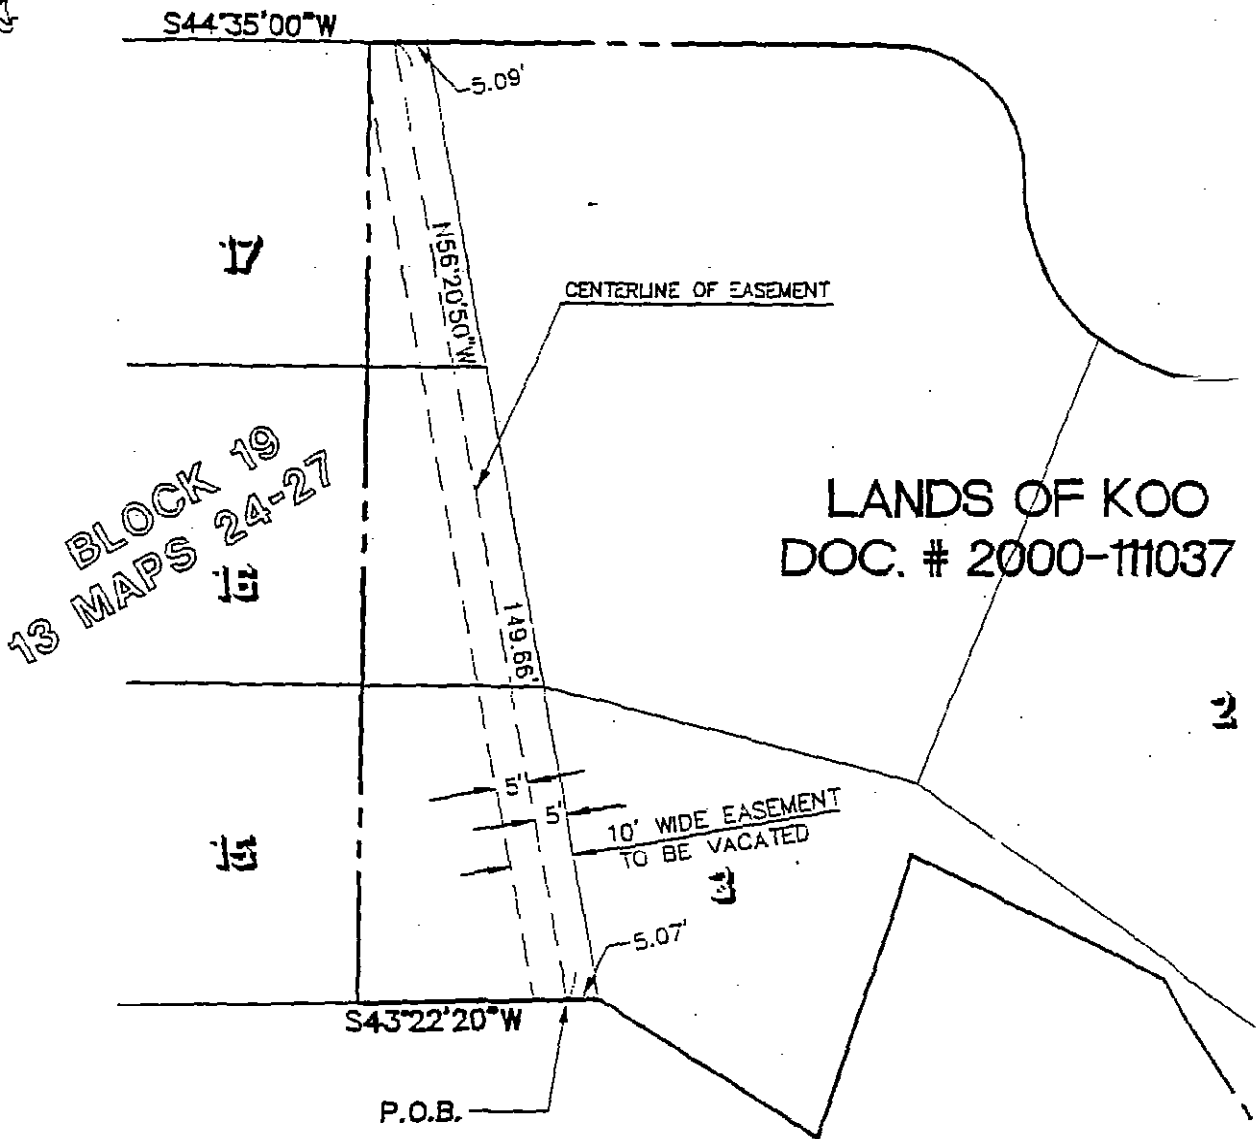 S44°35'00"W
5.09'
17
N56°20'50"W
CENTERLINE OF EASEMENT
BLOCK 19
13 MAPS 24-27
LANDS OF KOO
DOC. # 2000-111037
149.66'
2
5'
5'
10' WIDE EASEMENT
TO BE VACATED
3
5.07'
S43°22'20"W
P.O.B.